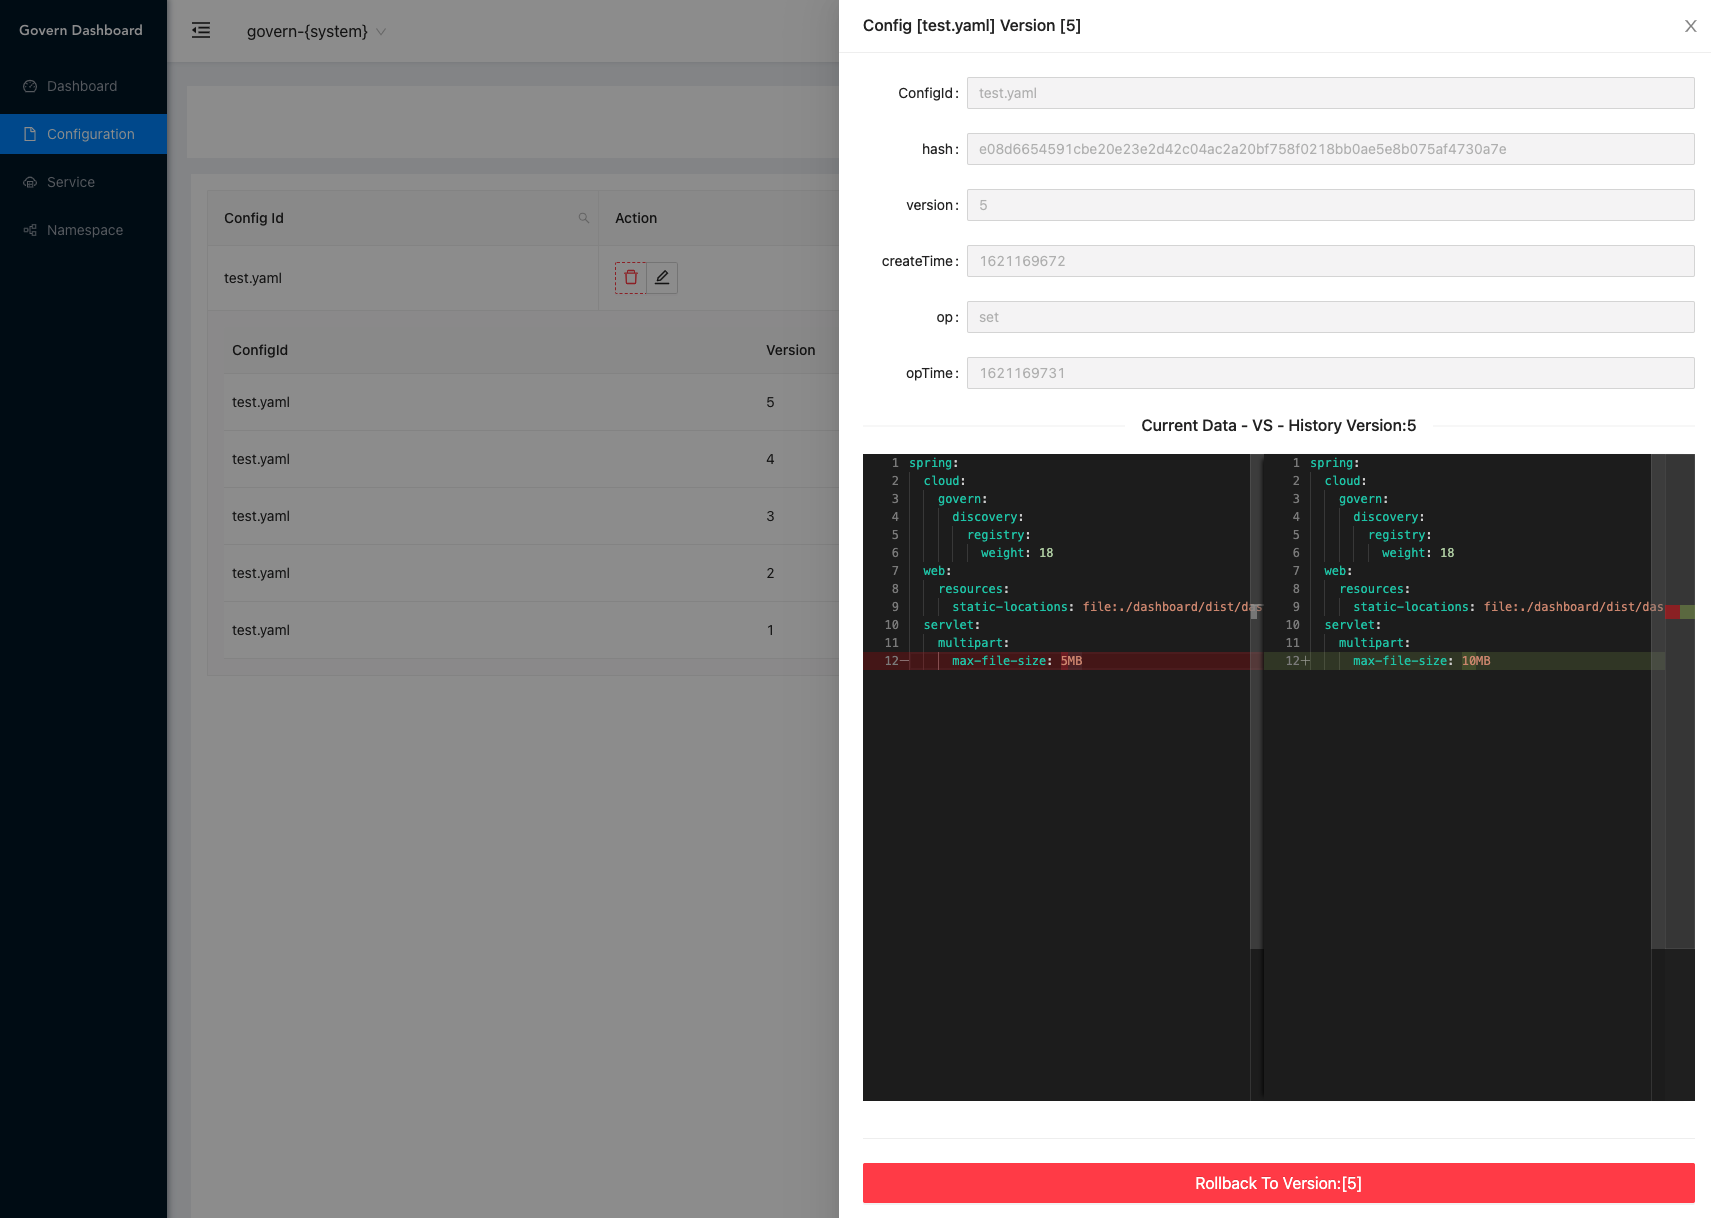 Govern Dashboard
Dashboard
Configuration
Service
Namespace
govern-{system}
Config Id
Action
test.yaml
ConfigId
Version
test.yaml 5
test.yaml 4
test.yaml 3
test.yaml 2
test.yaml 1
Config [test.yaml] Version [5]
ConfigId: test.yaml
hash: e08d6654591cbe20e23e2d42c04ac2a20bf758f0218bb0ae5e8b075af4730a7e
version: 5
createTime: 1621169672
op: set
opTime: 1621169731
Current Data - VS - History Version:5
1 spring:
2 cloud:
3 govern:
4 discovery:
5 registry:
6 weight: 18
7 web:
8 resources:
9 static-locations: file:./dashboard/dist/das
10 servlet:
11 multipart:
12- max-file-size: 5MB
1 spring:
2 cloud:
3 govern:
4 discovery:
5 registry:
6 weight: 18
7 web:
8 resources:
9 static-locations: file:./dashboard/dist/das
10 servlet:
11 multipart:
12+ max-file-size: 10MB
Rollback To Version:[5]